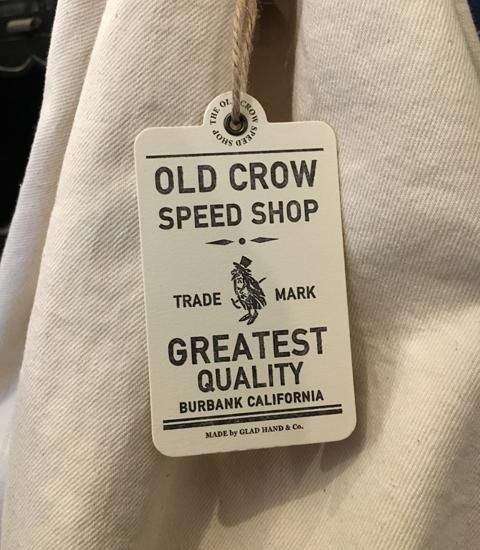 THE OLD CROW SPEED SHOP
OLD CROW
SPEED SHOP
TRADE MARK
GREATEST
QUALITY
BURBANK CALIFORNIA
MADE by GLAD HAND & Co.